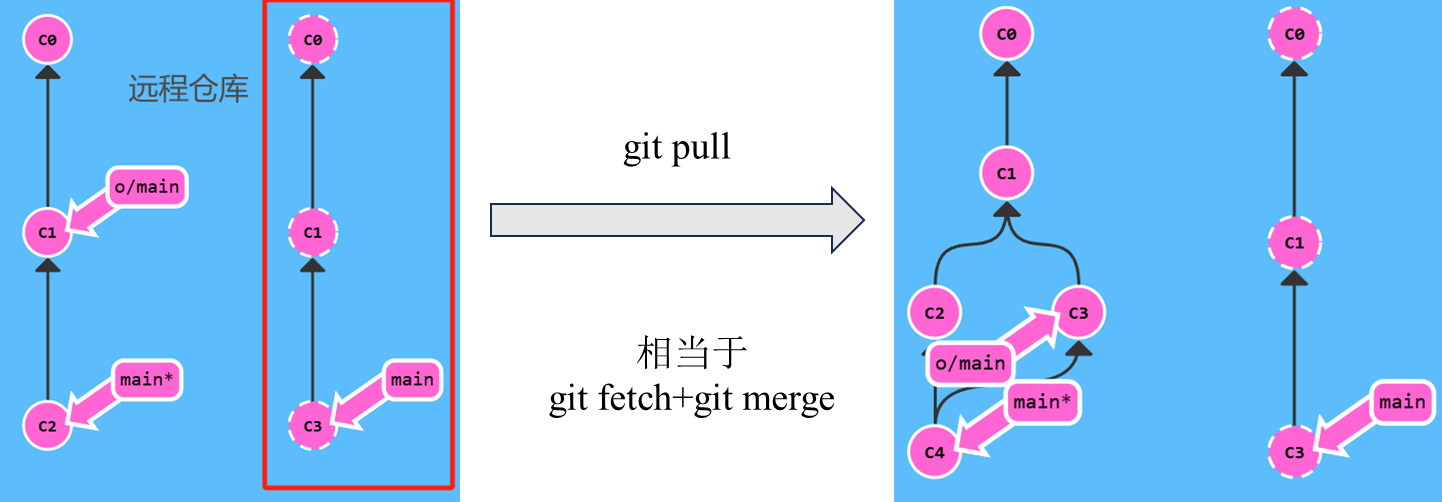 C0
C0
远程仓库
o/main
C1
C1
main*
main
C2
C3
git pull
相当于
git fetch+git merge
C0
C0
C1
C1
C2
C3
o/main
main*
main
C4
C3